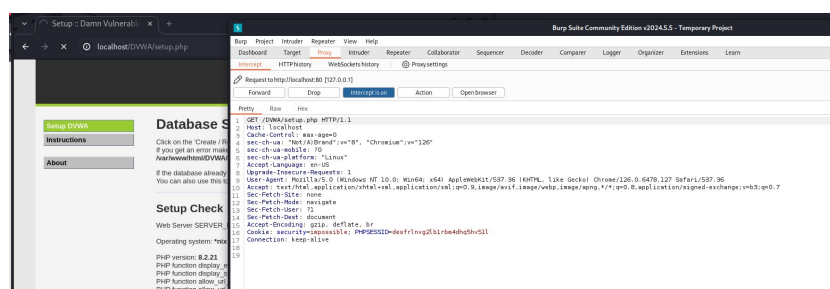 Setup :: Damn Vulnerabl
localhost/DVWA/setup.php
Setup DVWA
Instructions
About
Database S
Click on the 'Create / R
If you get an error make
/var/www/html/DVWA/
If the database already
You can also use this to
Setup Check
Web Server SERVER_
Operating system: *nix
PHP version: 8.2.21
PHP function display_e
PHP function display_s
PHP function allow_url
Burp Suite Community Edition v2024.5.5 - Temporary Project
Burp Project Intruder Repeater View Help
Dashboard Target Proxy Intruder Repeater Collaborator Sequencer Decoder Comparer Logger Organizer Extensions Learn
Intercept HTTP history WebSockets history Proxy settings
Request to http://localhost:80 [127.0.0.1]
Forward Drop Intercept is on Action Open browser
Pretty Raw Hex
1 GET /DVWA/setup.php HTTP/1.1
2 Host: localhost
3 Cache-Control: max-age=0
4 sec-ch-ua: "Not/A)Brand";v="8", "Chromium";v="126"
5 sec-ch-ua-mobile: ?0
6 sec-ch-ua-platform: "Linux"
7 Accept-Language: en-US
8 Upgrade-Insecure-Requests: 1
9 User-Agent: Mozilla/5.0 (Windows NT 10.0; Win64; x64) AppleWebKit/537.36 (KHTML, like Gecko) Chrome/126.0.6478.127 Safari/537.36
10 Accept: text/html,application/xhtml+xml,application/xml;q=0.9,image/avif,image/webp,image/apng,*/*;q=0.8,application/signed-exchange;v=b3;q=0.7
11 Sec-Fetch-Site: none
12 Sec-Fetch-Mode: navigate
13 Sec-Fetch-User: ?1
14 Sec-Fetch-Dest: document
15 Accept-Encoding: gzip, deflate, br
16 Cookie: security=impossible; PHPSESSID=desfrlnvg2lb1rbm4dhq5hv51l
17 Connection: keep-alive
18
19